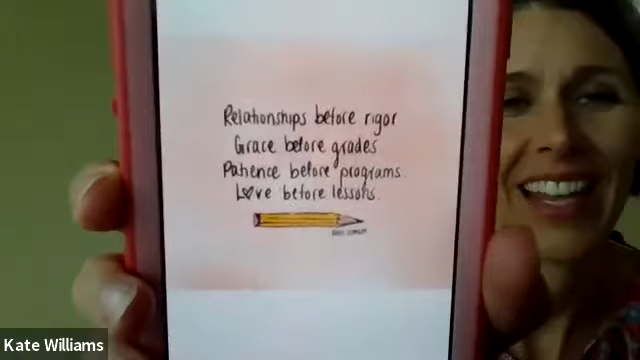 Relationships before rigor
Grace before grades
Patience before programs.
Love before lessons.
Kate Williams